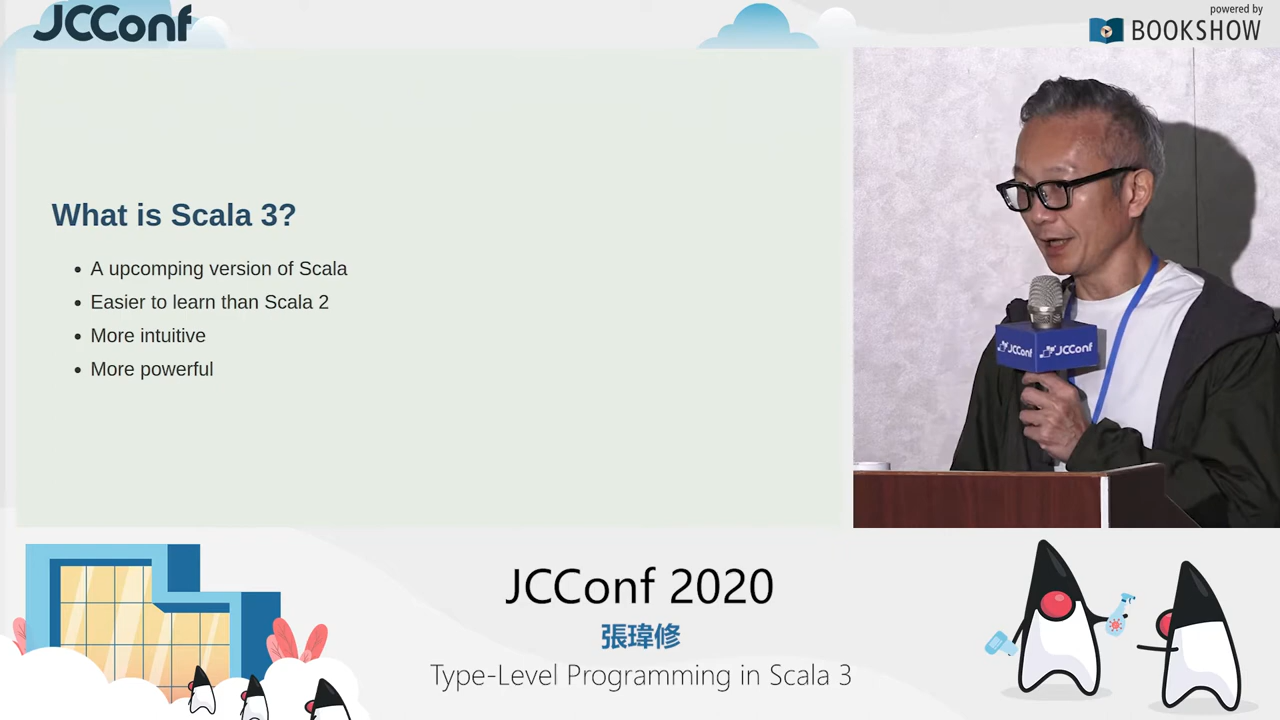 JCConf
powered by
BOOKSHOW
What is Scala 3?
A upcomping version of Scala
Easier to learn than Scala 2
More intuitive
More powerful
JCConf
JCConf
JCConf 2020
張瑋修
Type-Level Programming in Scala 3